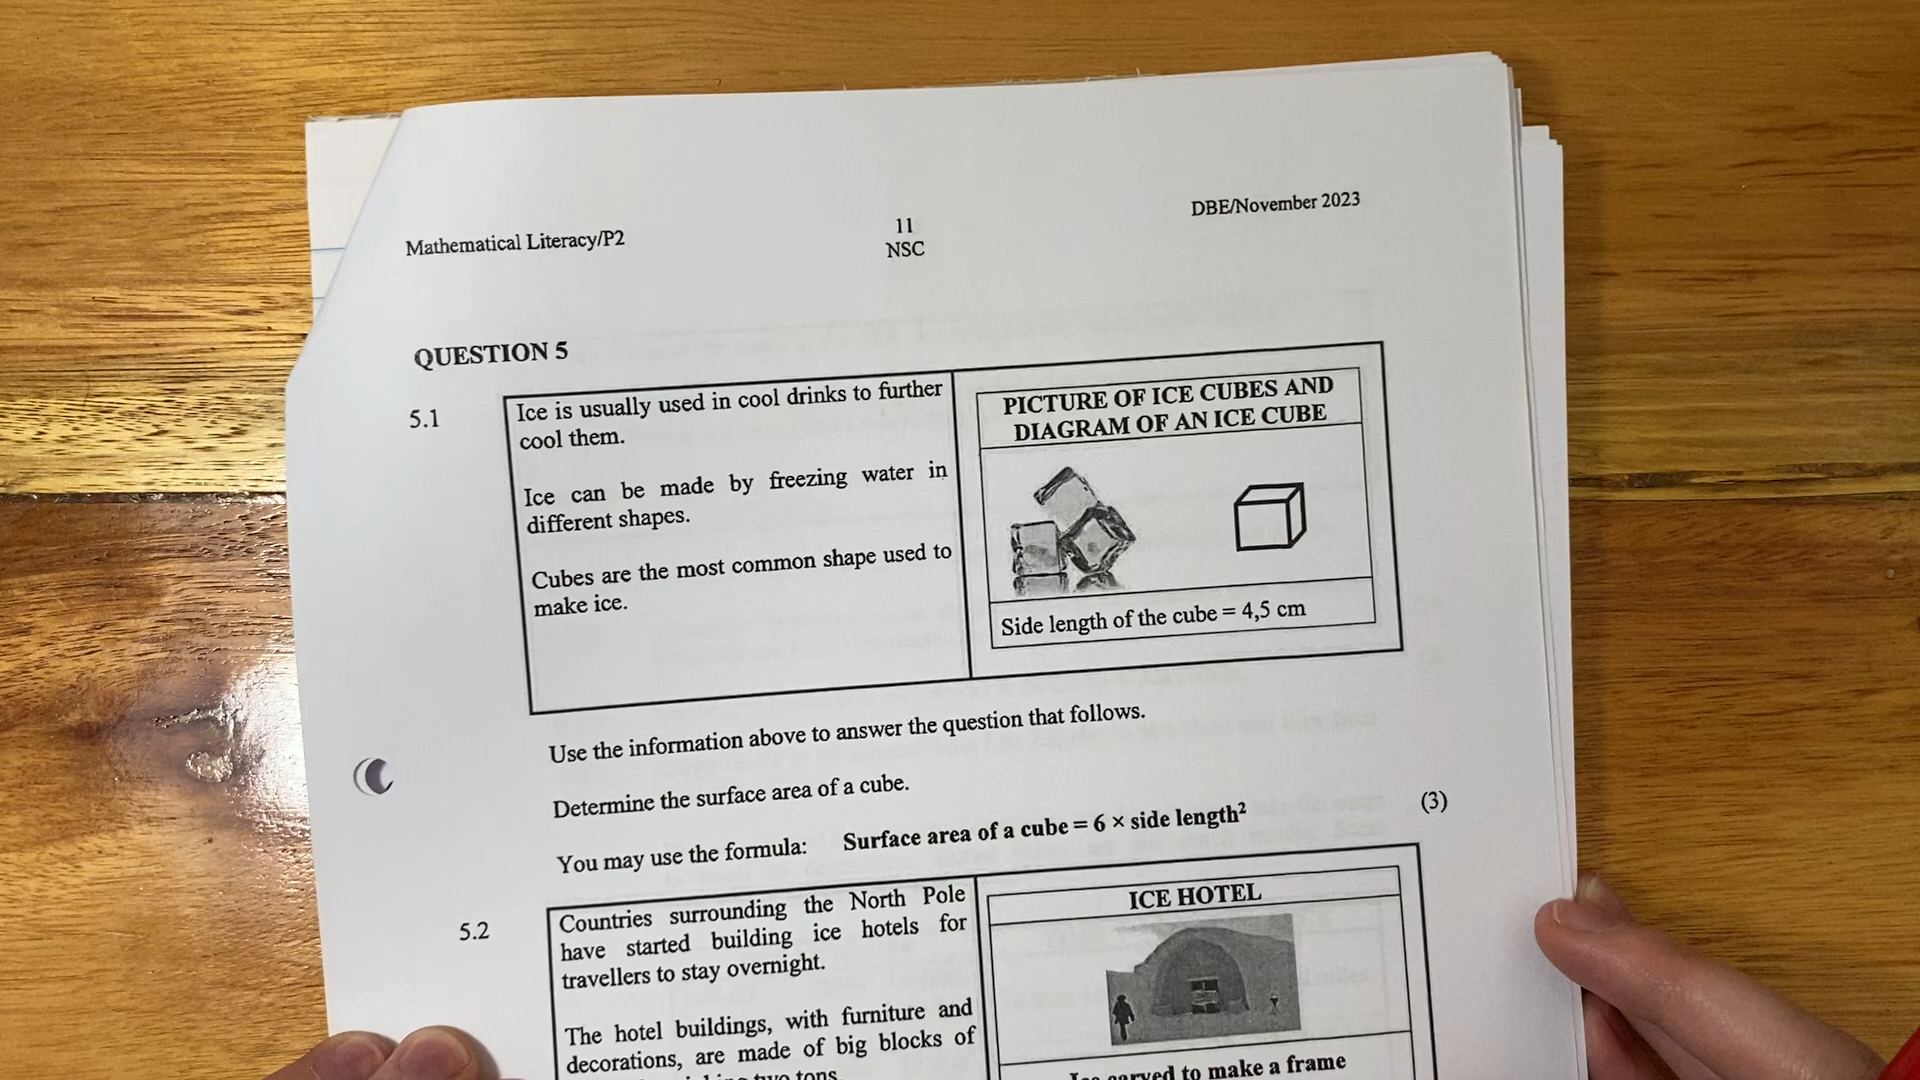 Mathematical Literacy/P2
11
NSC
DBE/November 2023
QUESTION 5
5.1
Ice is usually used in cool drinks to further
cool them.
Ice can be made by freezing water in
different shapes.
Cubes are the most common shape used to
make ice.
PICTURE OF ICE CUBES AND
DIAGRAM OF AN ICE CUBE
Side length of the cube = 4,5 cm
Use the information above to answer the question that follows.
Determine the surface area of a cube.
You may use the formula: Surface area of a cube = 6 × side length²
(3)
5.2
Countries surrounding the North Pole
have started building ice hotels for
travellers to stay overnight.
The hotel buildings, with furniture and
decorations, are made of big blocks of
two tons
ICE HOTEL
Ice carved to make a frame